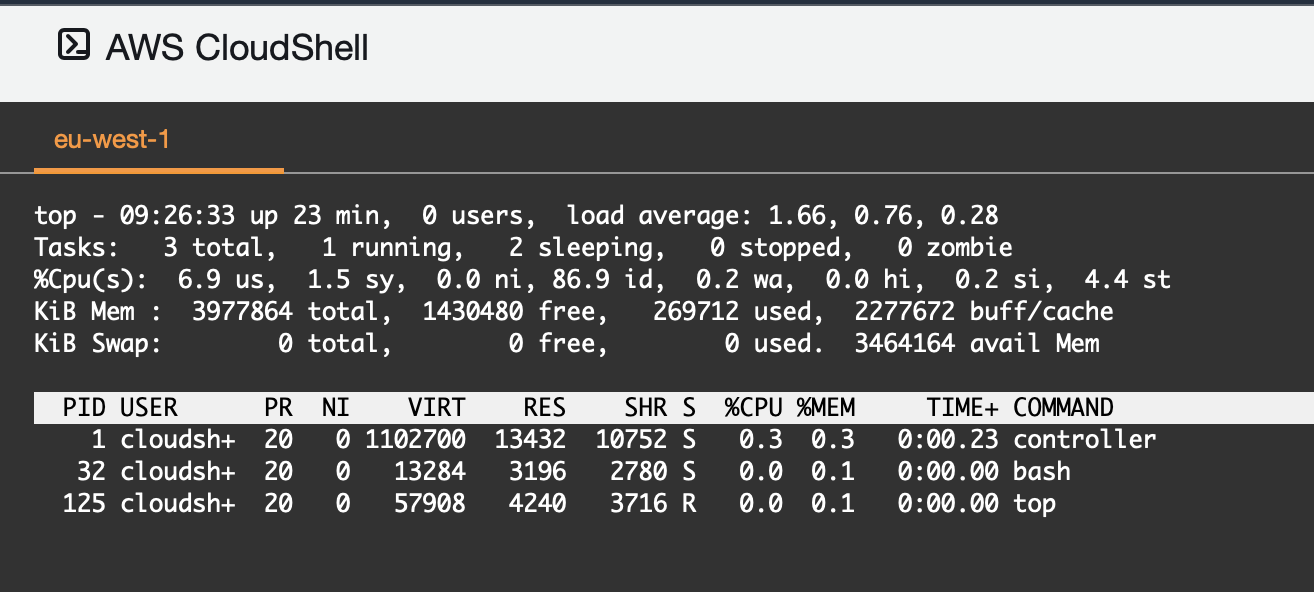 AWS CloudShell
eu-west-1
top - 09:26:33 up 23 min,  0 users,  load average: 1.66, 0.76, 0.28
Tasks:   3 total,   1 running,   2 sleeping,   0 stopped,   0 zombie
%Cpu(s):  6.9 us,  1.5 sy,  0.0 ni, 86.9 id,  0.2 wa,  0.0 hi,  0.2 si,  4.4 st
KiB Mem :  3977864 total,  1430480 free,   269712 used,  2277672 buff/cache
KiB Swap:        0 total,        0 free,        0 used.  3464164 avail Mem
  PID USER      PR  NI    VIRT    RES    SHR S  %CPU %MEM     TIME+ COMMAND
    1 cloudsh+  20   0 1102700  13432  10752 S   0.3  0.3   0:00.23 controller
   32 cloudsh+  20   0   13284   3196   2780 S   0.0  0.1   0:00.00 bash
  125 cloudsh+  20   0   57908   4240   3716 R   0.0  0.1   0:00.00 top